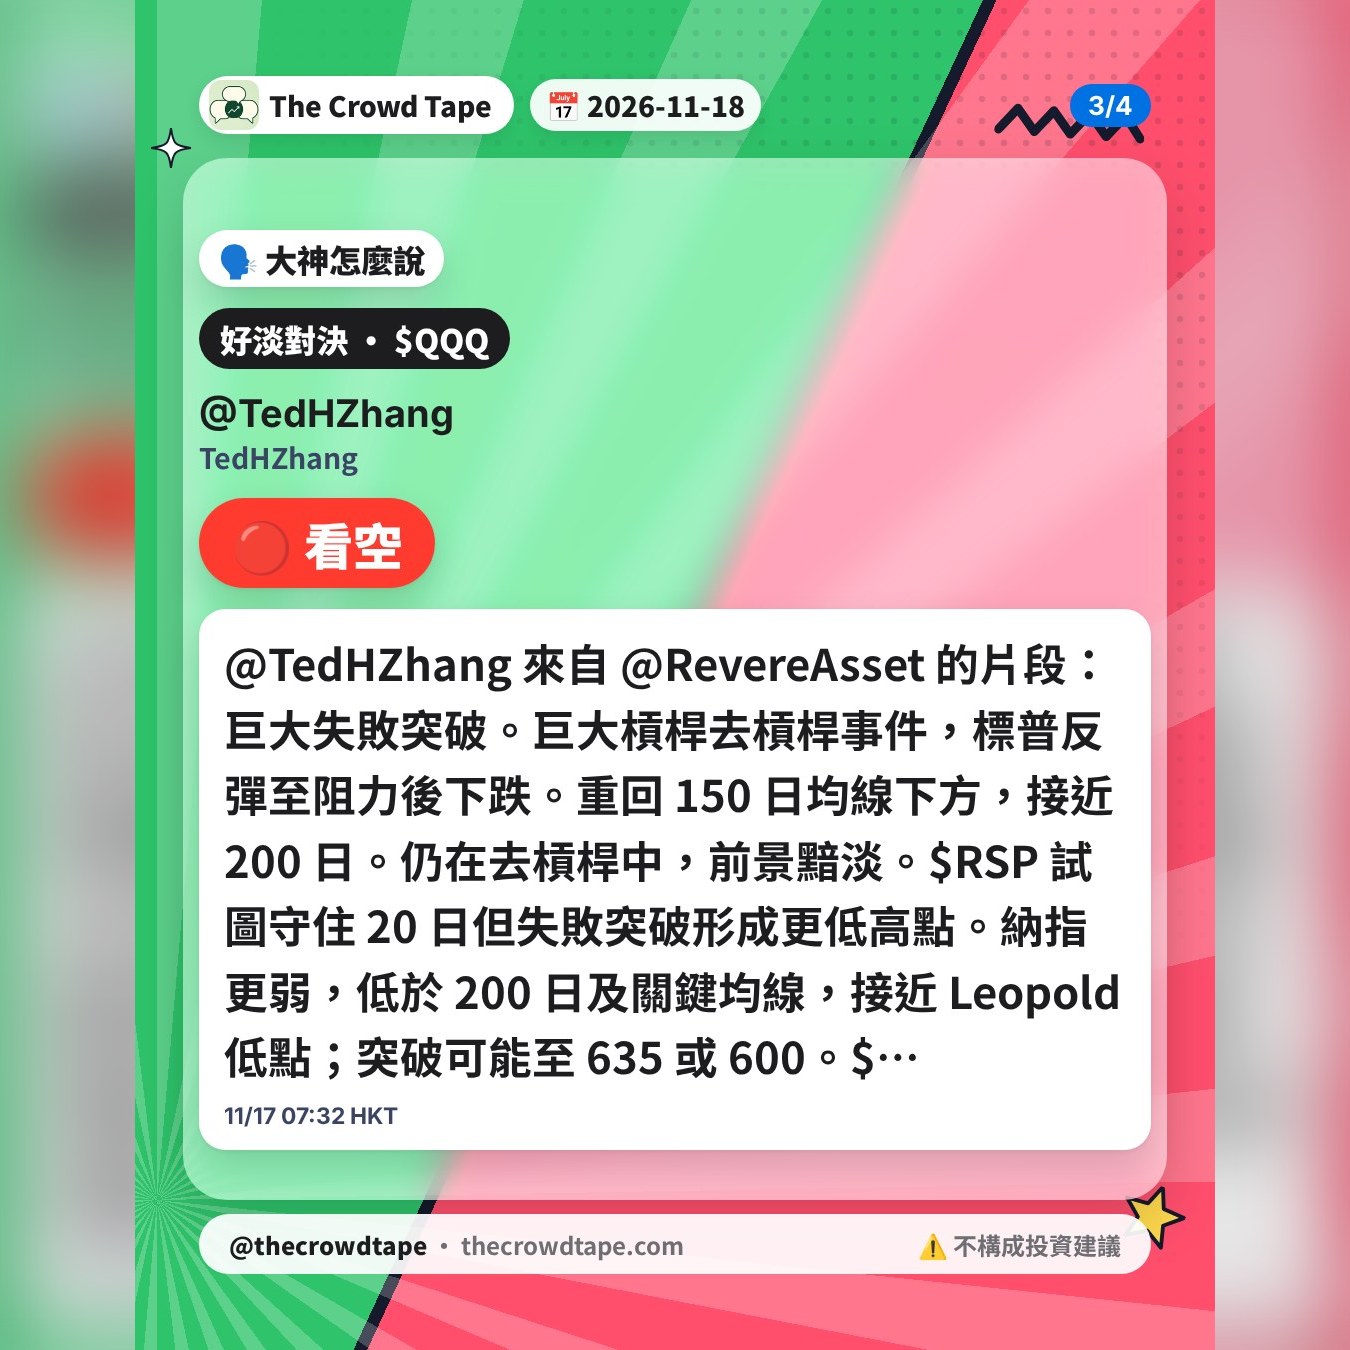 The Crowd Tape
July 17 2026-11-18
3/4
🗣️ 大神怎麼說
好淡對決 • $QQQ
@TedHZhang
TedHZhang
🔴 看空
@TedHZhang 來自 @RevereAsset 的片段：
巨大失敗突破。巨大槓桿去槓桿事件，標普反
彈至阻力後下跌。重回 150 日均線下方，接近
200 日。仍在去槓桿中，前景黯淡。$RSP 試
圖守住 20 日但失敗突破形成更低高點。納指
更弱，低於 200 日及關鍵均線，接近 Leopold
低點；突破可能至 635 或 600。$…
11/17 07:32 HKT
@thecrowdtape • thecrowdtape.com
⚠️ 不構成投資建議